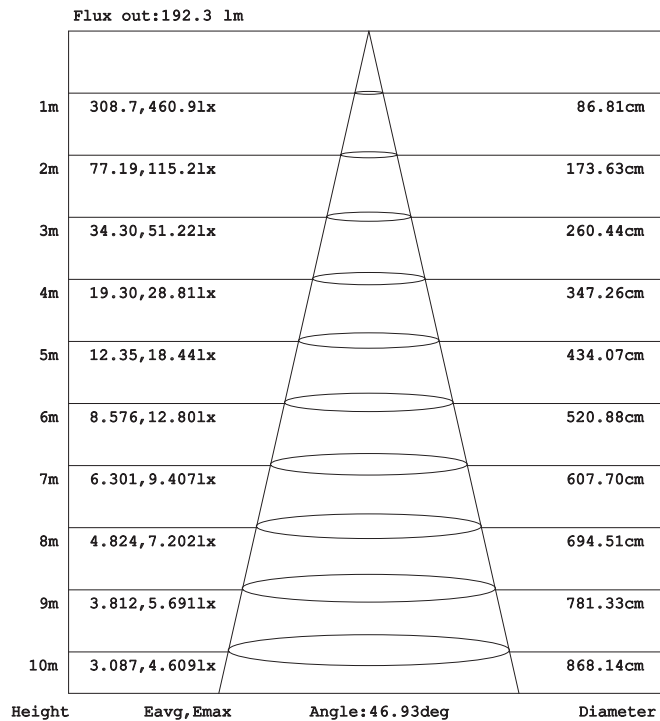 Flux out:192.3 lm
1m 308.7,460.9lx 86.81cm
2m 77.19,115.2lx 173.63cm
3m 34.30,51.22lx 260.44cm
4m 19.30,28.81lx 347.26cm
5m 12.35,18.44lx 434.07cm
6m 8.576,12.80lx 520.88cm
7m 6.301,9.407lx 607.70cm
8m 4.824,7.202lx 694.51cm
9m 3.812,5.691lx 781.33cm
10m 3.087,4.609lx 868.14cm
Height Eavg,Emax Angle:46.93deg Diameter